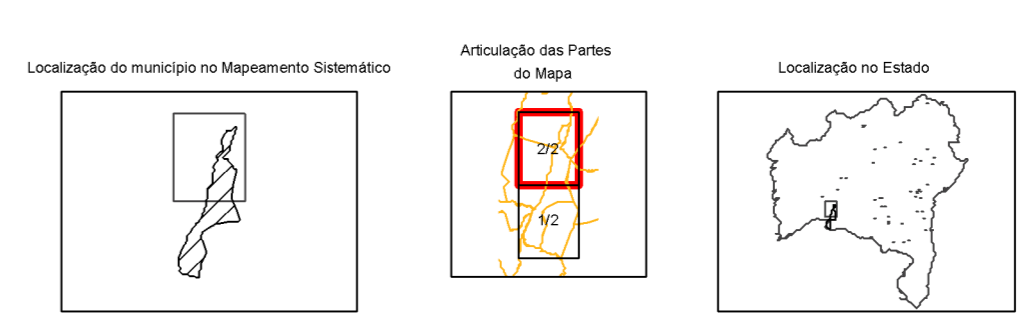 Localização do município no Mapeamento Sistemático
Articulação das Partes
do Mapa
Localização no Estado
2/2
1/2